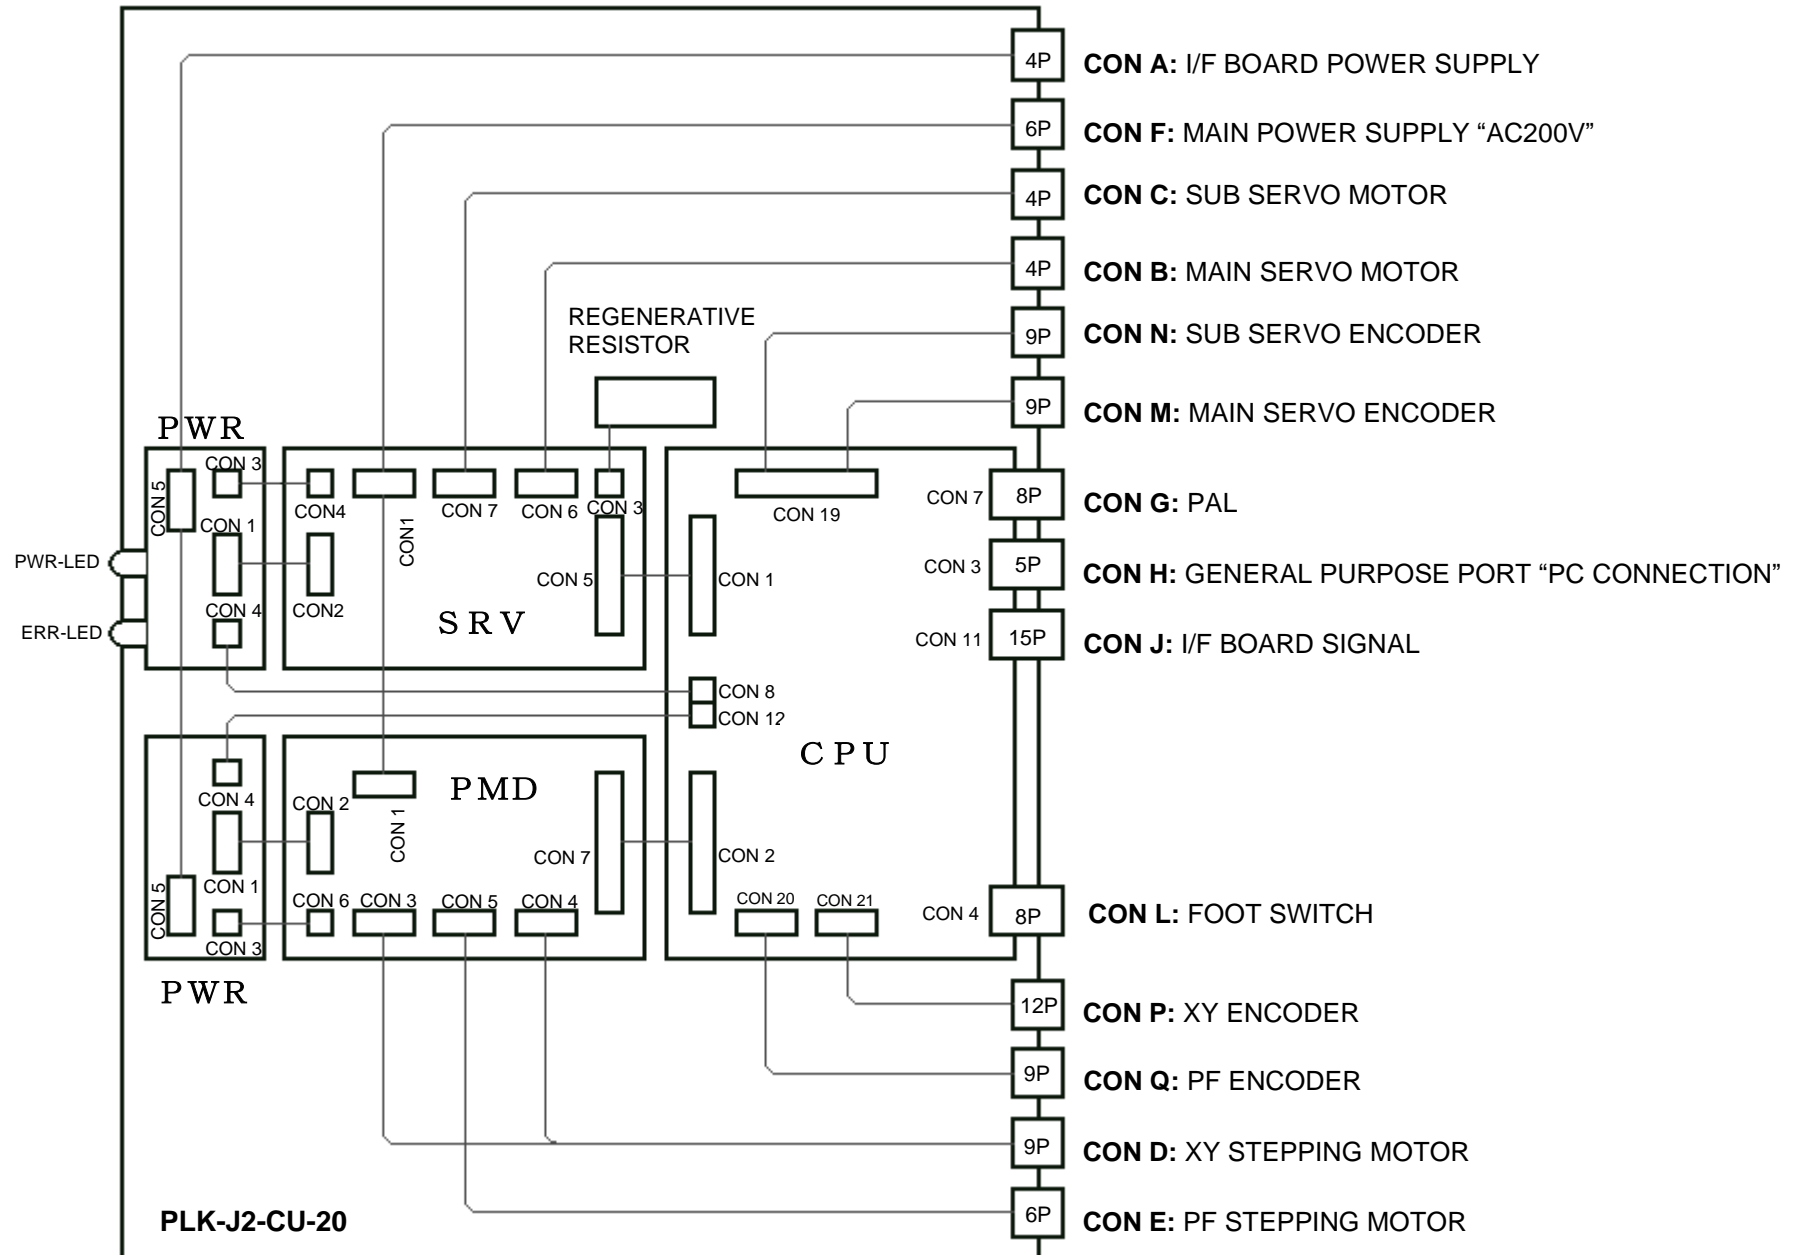 4P
CON A: I/F BOARD POWER SUPPLY
6P
CON F: MAIN POWER SUPPLY “AC200V”
4P
CON C: SUB SERVO MOTOR
4P
CON B: MAIN SERVO MOTOR
REGENERATIVE
RESISTOR
9P
CON N: SUB SERVO ENCODER
9P
CON M: MAIN SERVO ENCODER
PWR
CON 3
CON 5
CON 1
CON 4
PWR-LED
ERR-LED
CON4
CON1
CON 7
CON 6
CON 3
CON2
CON 5
SRV
CON 19
CON 1
CON 7
8P
CON G: PAL
CON 3
5P
CON H: GENERAL PURPOSE PORT “PC CONNECTION”
CON 11
15P
CON J: I/F BOARD SIGNAL
CON 8
CON 12
CPU
CON 4
CON 1
CON 5
CON 3
PWR
CON 2
CON 1
PMD
CON 7
CON 6
CON 3
CON 5
CON 4
CON 2
CON 20
CON 21
CON 4
8P
CON L: FOOT SWITCH
12P
CON P: XY ENCODER
9P
CON Q: PF ENCODER
9P
CON D: XY STEPPING MOTOR
PLK-J2-CU-20
6P
CON E: PF STEPPING MOTOR